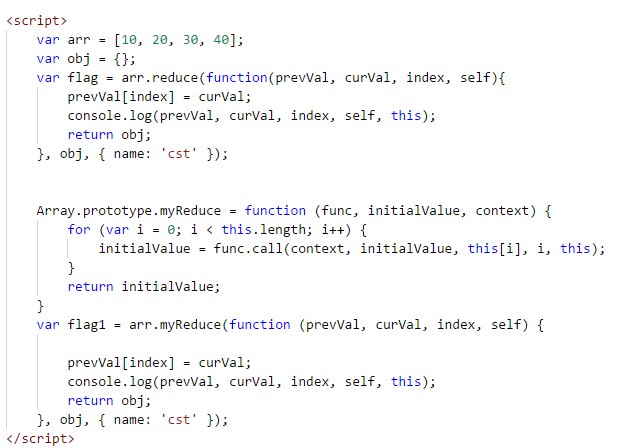 <script>
    var arr = [10, 20, 30, 40];
    var obj = {};
    var flag = arr.reduce(function(prevVal, curVal, index, self){
        prevVal[index] = curVal;
        console.log(prevVal, curVal, index, self, this);
        return obj;
    }, obj, { name: 'cst' });
    Array.prototype.myReduce = function (func, initialValue, context) {
        for (var i = 0; i < this.length; i++) {
            initialValue = func.call(context, initialValue, this[i], i, this);
        }
        return initialValue;
    }
    var flag1 = arr.myReduce(function (prevVal, curVal, index, self) {
        prevVal[index] = curVal;
        console.log(prevVal, curVal, index, self, this);
        return obj;
    }, obj, { name: 'cst' });
</script>